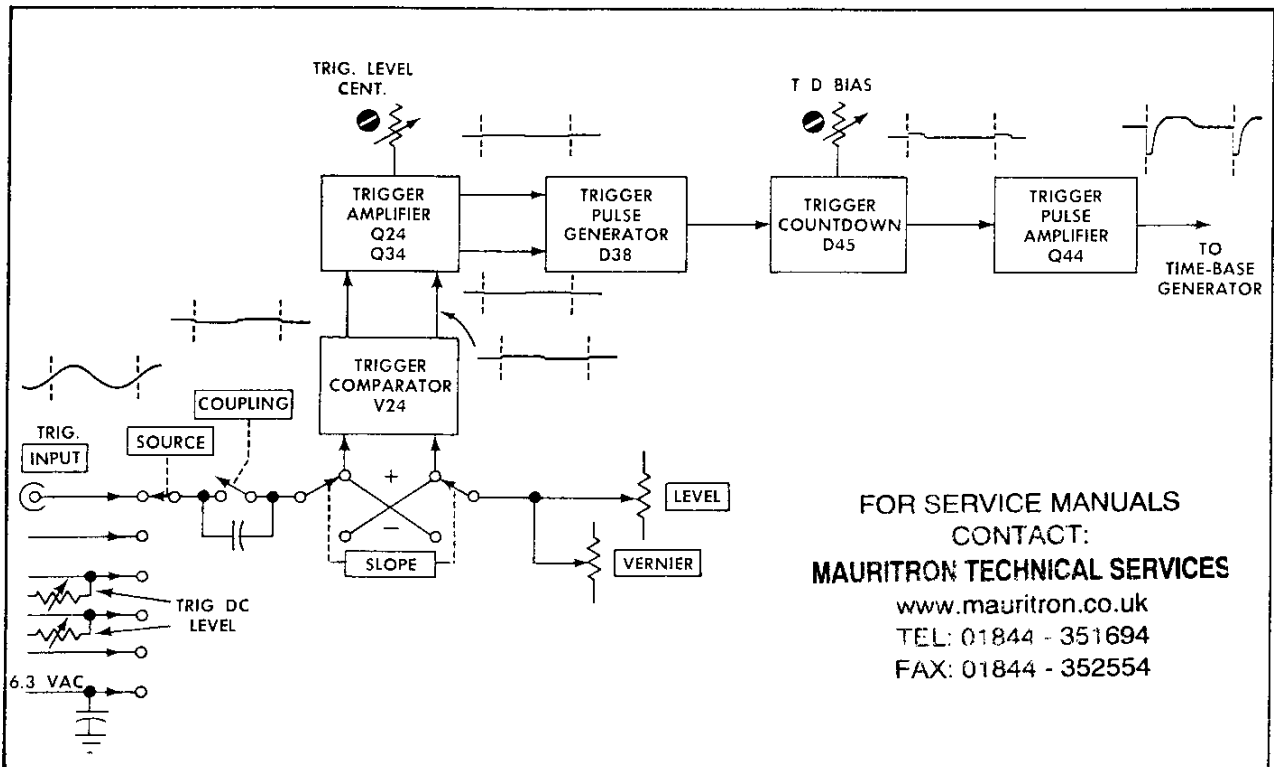 TRIG. LEVEL
CENT.
T D BIAS
TRIGGER
AMPLIFIER
Q24
Q34
TRIGGER
PULSE
GENERATOR
D38
TRIGGER
COUNTDOWN
D45
TRIGGER
PULSE
AMPLIFIER
Q44
TO
TIME-BASE
GENERATOR
TRIGGER
COMPARATOR
V24
COUPLING
TRIG.
INPUT
SOURCE
+
−
SLOPE
LEVEL
VERNIER
TRIG DC
LEVEL
6.3 VAC
FOR SERVICE MANUALS
CONTACT:
MAURITRON TECHNICAL SERVICES
www.mauritron.co.uk
TEL: 01844 - 351694
FAX: 01844 - 352554